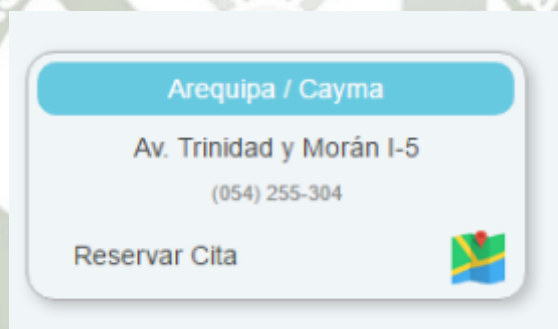 Arequipa / Cayma
Av. Trinidad y Morán I-5
(054) 255-304
Reservar Cita